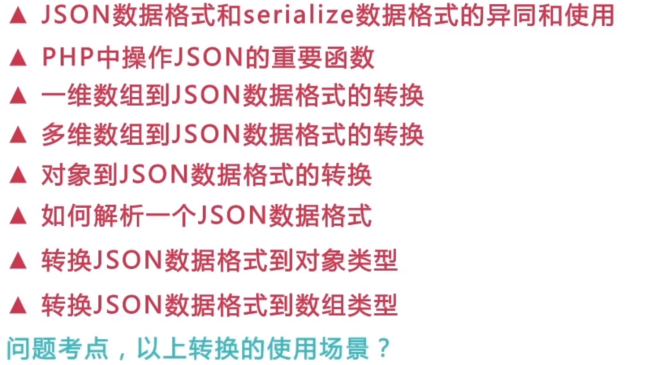 ▲ JSON数据格式和serialize数据格式的异同和使用
▲ PHP中操作JSON的重要函数
▲ 一维数组到JSON数据格式的转换
▲ 多维数组到JSON数据格式的转换
▲ 对象到JSON数据格式的转换
▲ 如何解析一个JSON数据格式
▲ 转换JSON数据格式到对象类型
▲ 转换JSON数据格式到数组类型
问题考点，以上转换的使用场景？